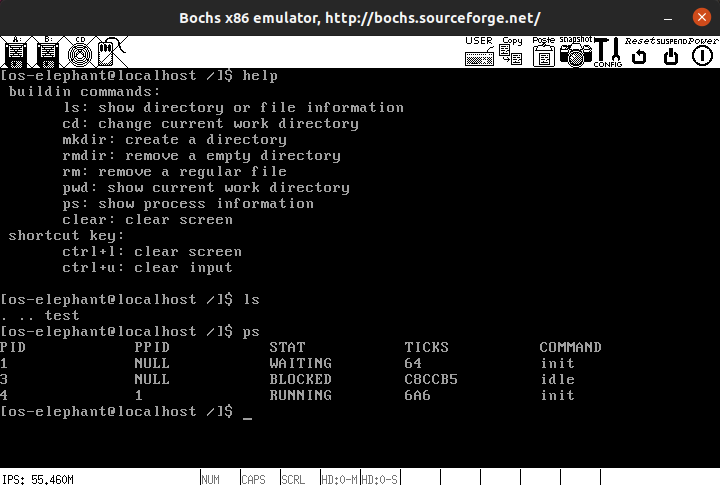 Bochs x86 emulator, http://bochs.sourceforge.net/
A: B: CD USER Copy Paste snapshot CONFIG Reset SUSPEND Power
[os-elephant@localhost /]$ help
buildin commands:
ls: show directory or file information
cd: change current work directory
mkdir: create a directory
rmdir: remove a empty directory
rm: remove a regular file
pwd: show current work directory
ps: show process information
clear: clear screen
shortcut key:
ctrl+l: clear screen
ctrl+u: clear input
[os-elephant@localhost /]$ ls
. .. test
[os-elephant@localhost /]$ ps
PID PPID STAT TICKS COMMAND
1 NULL WAITING 64 init
3 NULL BLOCKED C8CCB5 idle
4 1 RUNNING 6A6 init
[os-elephant@localhost /]$ _
IPS: 55.460M NUM CAPS SCRL HD:0-M HD:0-S